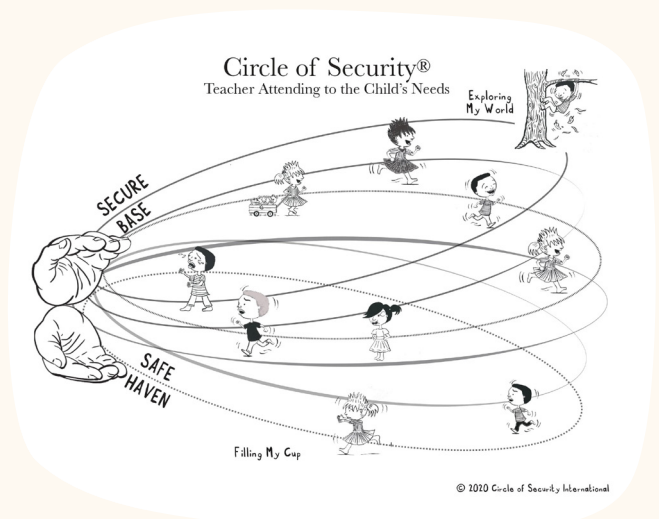 Circle of Security®
Teacher Attending to the Child's Needs
Exploring
My World
SECURE
BASE
SAFE
HAVEN
Filling My Cup
© 2020 Circle of Security International